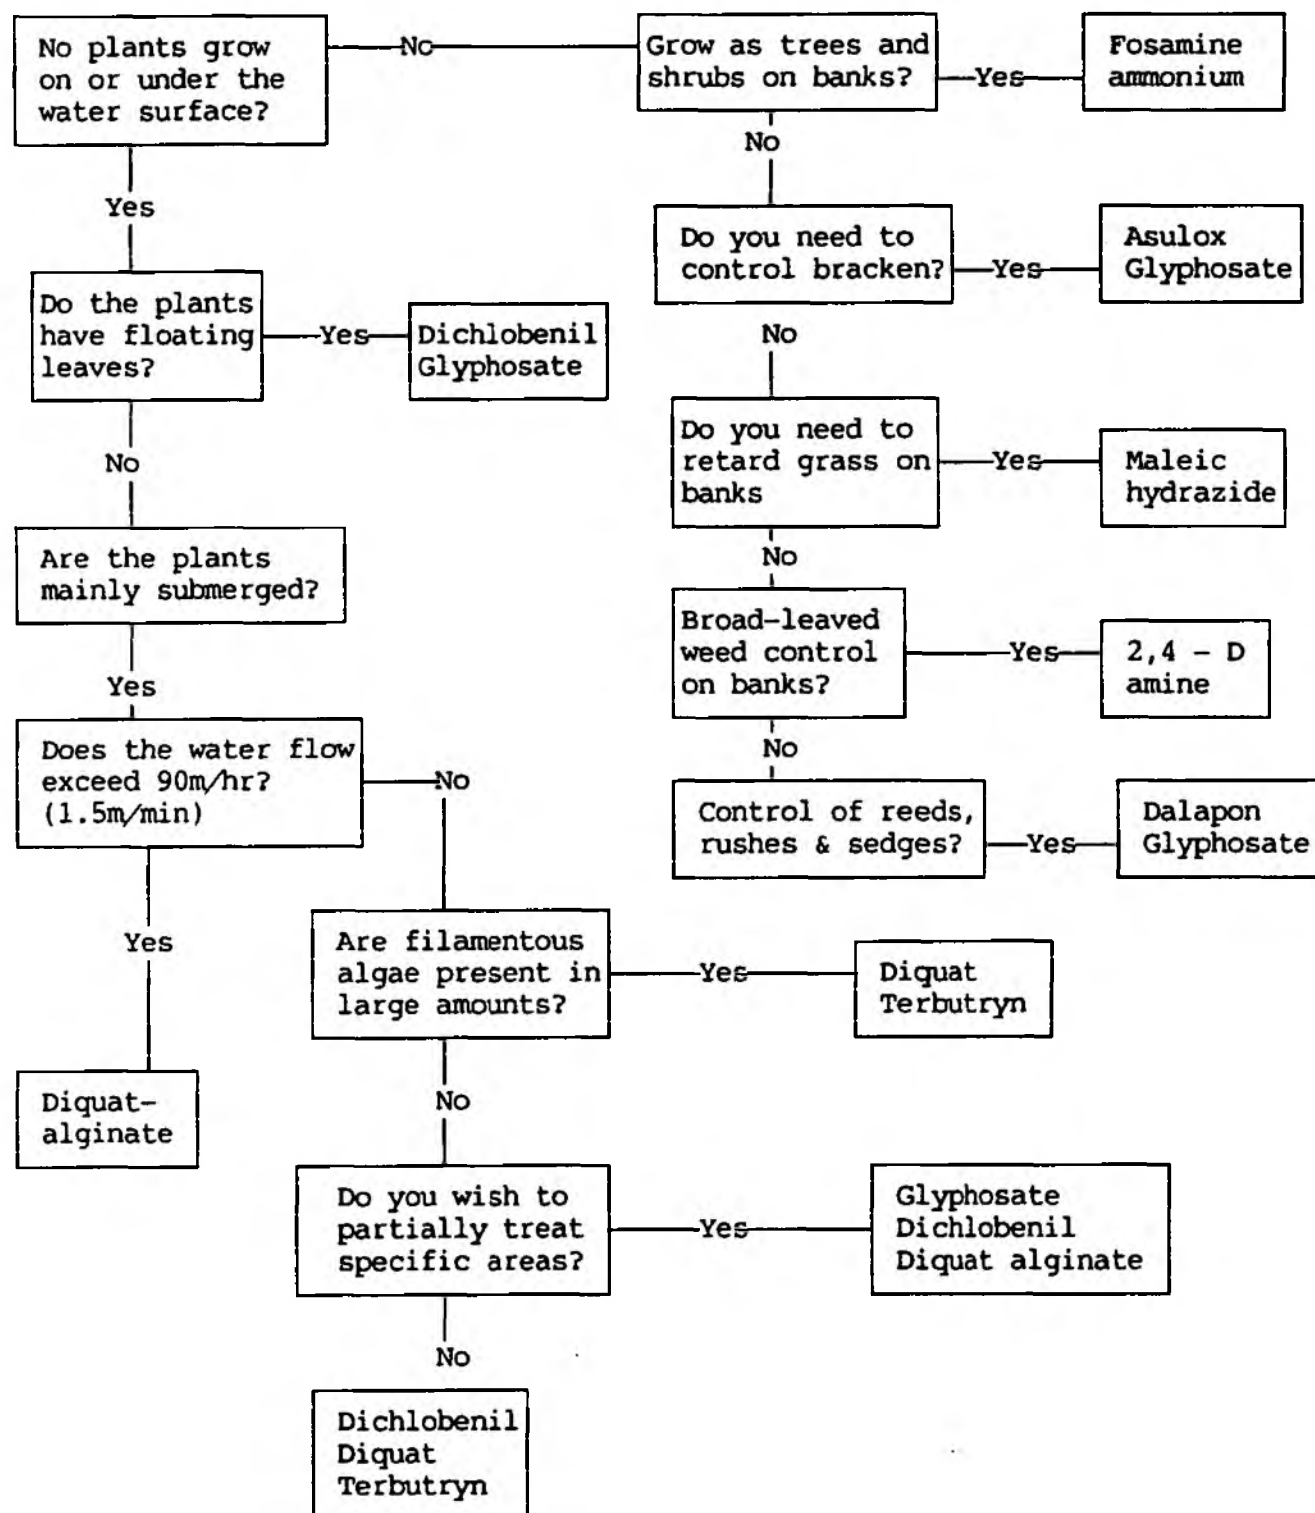 No plants grow
on or under the
water surface?
No
Grow as trees and
shrubs on banks?
Yes
Fosamine
ammonium
No
Yes
Do you need to
control bracken?
Yes
Asulox
Glyphosate
Do the plants
have floating
leaves?
Yes
Dichlobenil
Glyphosate
No
Do you need to
retard grass on
banks
Yes
Maleic
hydrazide
No
Are the plants
mainly submerged?
No
Broad-leaved
weed control
on banks?
Yes
2,4 - D
amine
Yes
Does the water flow
exceed 90m/hr?
(1.5m/min)
No
No
Control of reeds,
rushes & sedges?
Yes
Dalapon
Glyphosate
Yes
Are filamentous
algae present in
large amounts?
Yes
Diquat
Terbutryn
Diquat-
alginate
No
Do you wish to
partially treat
specific areas?
Yes
Glyphosate
Dichlobenil
Diquat alginate
No
Dichlobenil
Diquat
Terbutryn